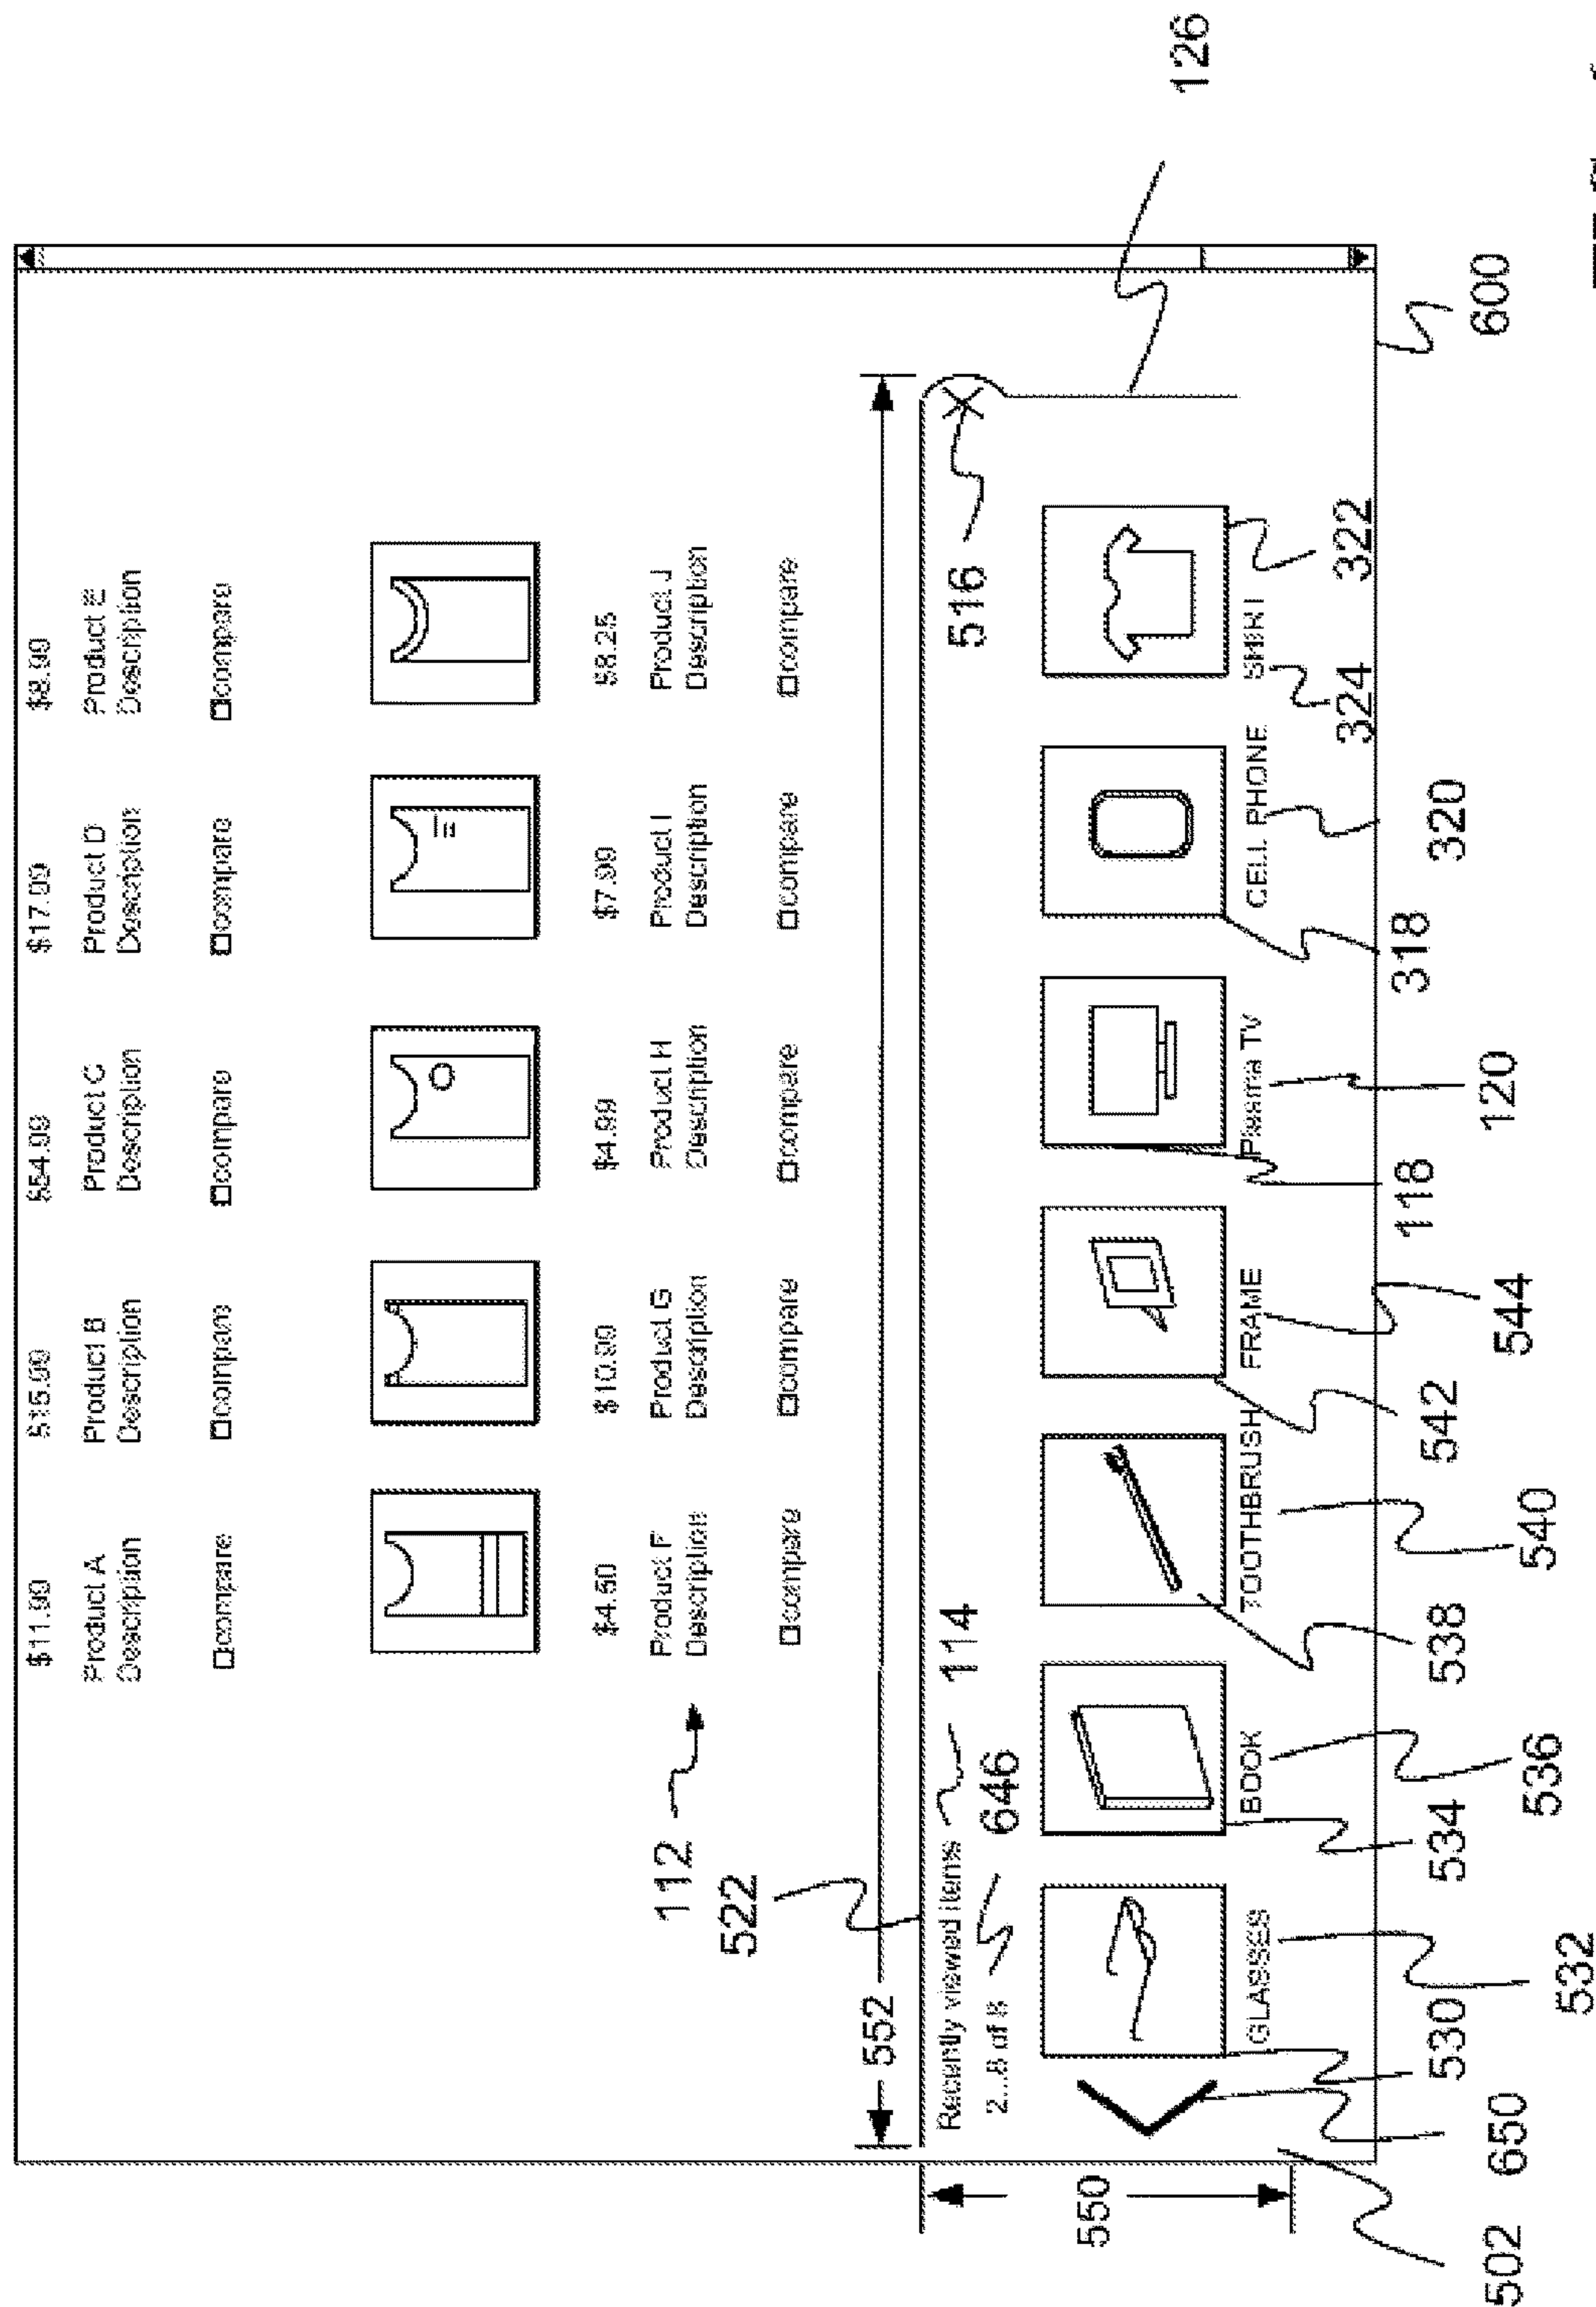 $11.99 $15.99 $54.99 $17.99 $8.99
Product A Product B Product C Product D Product E
Description Description Description Description Description
compare compare compare compare compare
$4.50 $10.99 $4.99 $7.99 $8.25
Product F Product G Product H Product I Product J
Description Description Description Description Description
compare compare compare compare compare
112
522
552
Recently viewed items 114
516
126
2...8 of 8 646
550
GLASSES BOOK TOOTHBRUSH FRAME Plasma TV CELL PHONE SHIRT
324 322
502 650 530 532 534 536 538 540 542 544 118 120 318 320 600